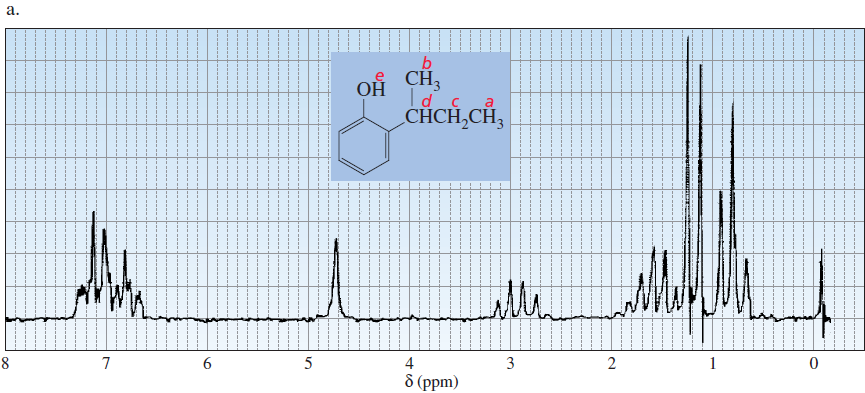 a.
b
e
OH CH₃
d c a
CHCH₂CH₃
8 7 6 5 4 3 2 1 0
δ (ppm)